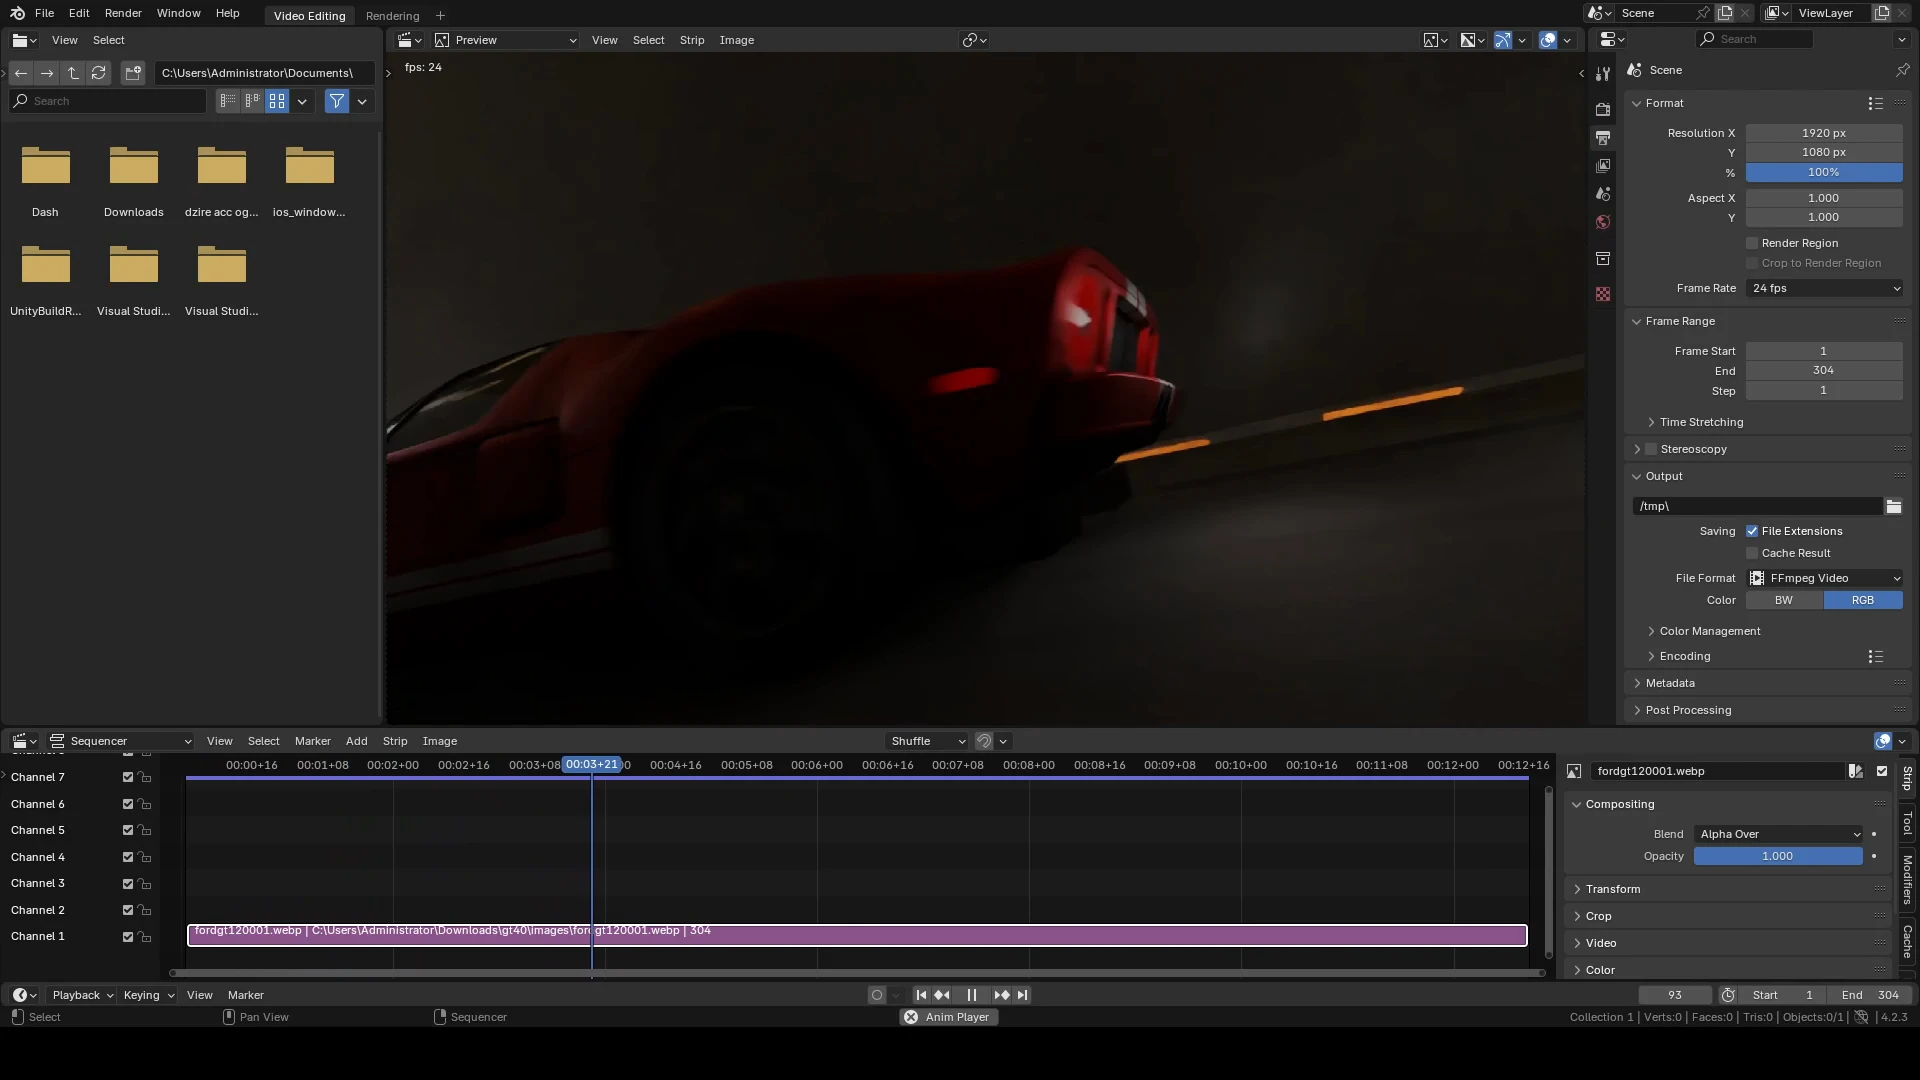 File Edit Render Window Help Video Editing Rendering + Scene ViewLayer
View Select Preview View Select Strip Image Search
C:\Users\Administrator\Documents\ fps: 24 Scene
Search
Dash Downloads dzire acc og... ios_window...
UnityBuildR... Visual Studi... Visual Studi...
Format
Resolution X 1920 px
Y 1080 px
% 100%
Aspect X 1.000
Y 1.000
Render Region
Crop to Render Region
Frame Rate 24 fps
Frame Range
Frame Start 1
End 304
Step 1
Time Stretching
Stereoscopy
Output
/tmp\
Saving File Extensions
Cache Result
File Format FFmpeg Video
Color BW RGB
Color Management
Encoding
Metadata
Post Processing
Sequencer View Select Marker Add Strip Image Shuffle
00:00+16 00:01+08 00:02+00 00:02+16 00:03+08 00:03+21 00:04+16 00:05+08 00:06+00 00:06+16 00:07+08 00:08+00 00:08+16 00:09+08 00:10+00 00:10+16 00:11+08 00:12+00 00:12+16
Channel 7
Channel 6
Channel 5
Channel 4
Channel 3
Channel 2
Channel 1
fordgt120001.webp | C:\Users\Administrator\Downloads\gt40\images\fordgt120001.webp | 304
fordgt120001.webp
Compositing
Blend Alpha Over
Opacity 1.000
Transform
Crop
Video
Color
Strip
Tool
Modifiers
Cache
Playback Keying View Marker 93 Start 1 End 304
Select Pan View Sequencer Anim Player Collection 1 | Verts:0 | Faces:0 | Tris:0 | Objects:0/1 | 4.2.3